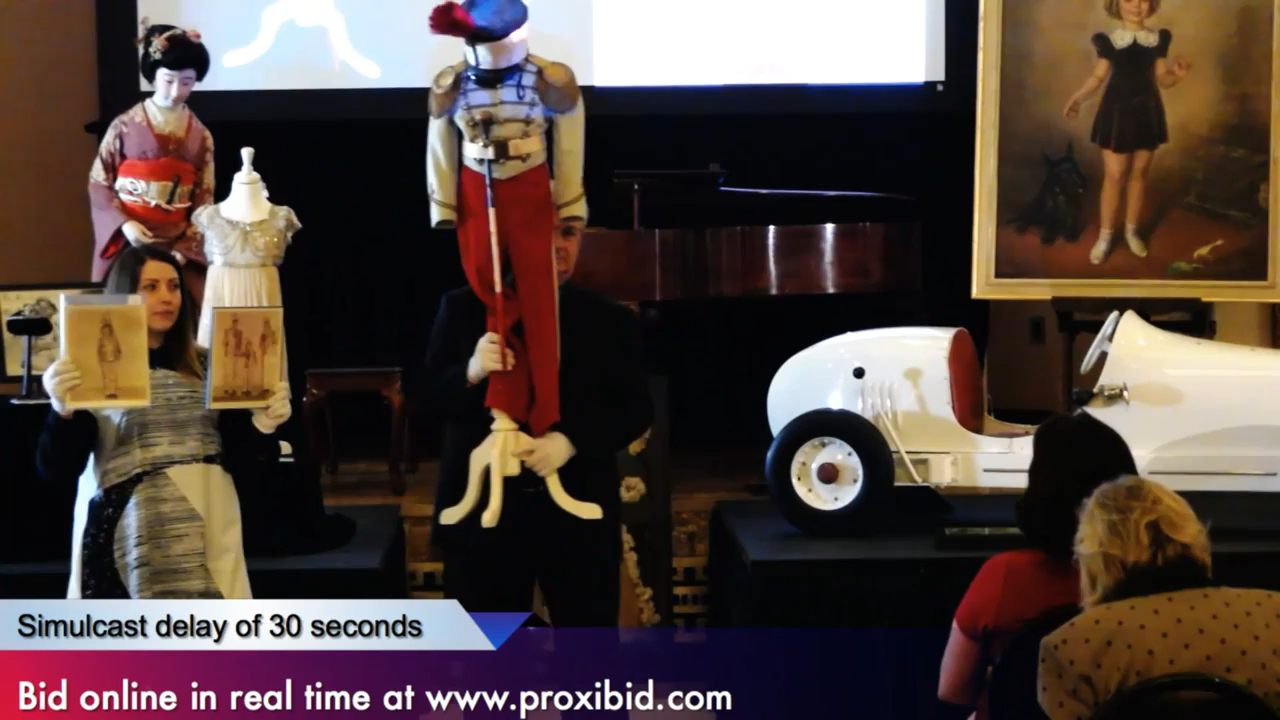 Simulcast delay of 30 seconds
Bid online in real time at www.proxibid.com